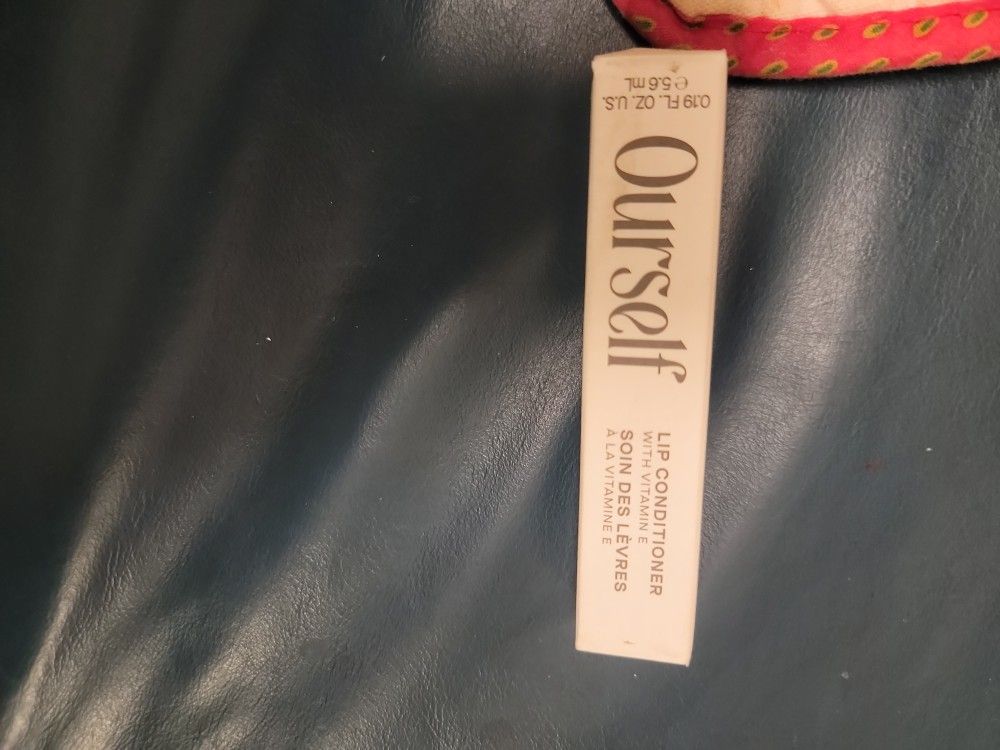 Ourself
LIP CONDITIONER
WITH VITAMIN E
SOIN DES LÈVRES
À LA VITAMINE E
0.19 FL. OZ. U.S.
℮ 5.6 mL